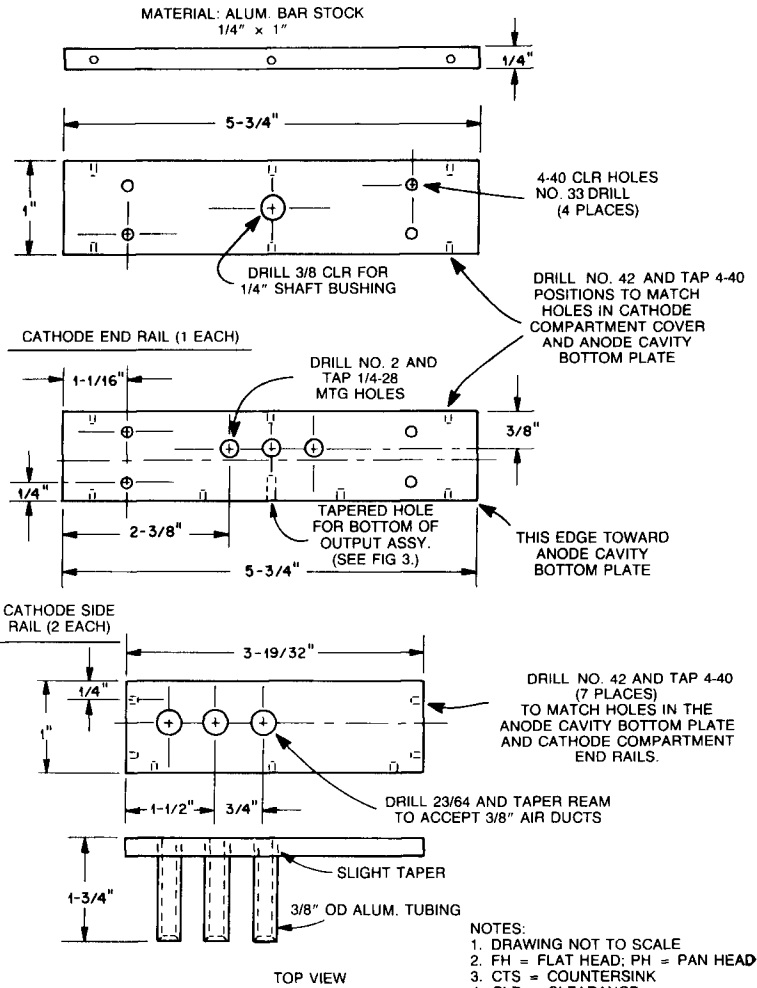 MATERIAL: ALUM. BAR STOCK
1/4" × 1"
1/4"
5-3/4"
1"
4-40 CLR HOLES
NO. 33 DRILL
(4 PLACES)
DRILL 3/8 CLR FOR
1/4" SHAFT BUSHING
DRILL NO. 42 AND TAP 4-40
POSITIONS TO MATCH
HOLES IN CATHODE
COMPARTMENT COVER
AND ANODE CAVITY
BOTTOM PLATE
CATHODE END RAIL (1 EACH)
1-1/16"
DRILL NO. 2 AND
TAP 1/4-28
MTG HOLES
3/8"
1/4"
2-3/8"
TAPERED HOLE
FOR BOTTOM OF
OUTPUT ASSY.
(SEE FIG 3.)
5-3/4"
THIS EDGE TOWARD
ANODE CAVITY
BOTTOM PLATE
CATHODE SIDE
RAIL (2 EACH)
3-19/32"
1/4"
1"
DRILL NO. 42 AND TAP 4-40
(7 PLACES)
TO MATCH HOLES IN THE
ANODE CAVITY BOTTOM PLATE
AND CATHODE COMPARTMENT
END RAILS.
1-1/2"
3/4"
DRILL 23/64 AND TAPER REAM
TO ACCEPT 3/8" AIR DUCTS
1-3/4"
SLIGHT TAPER
3/8" OD ALUM. TUBING
TOP VIEW
NOTES:
1. DRAWING NOT TO SCALE
2. FH = FLAT HEAD; PH = PAN HEAD
3. CTS = COUNTERSINK